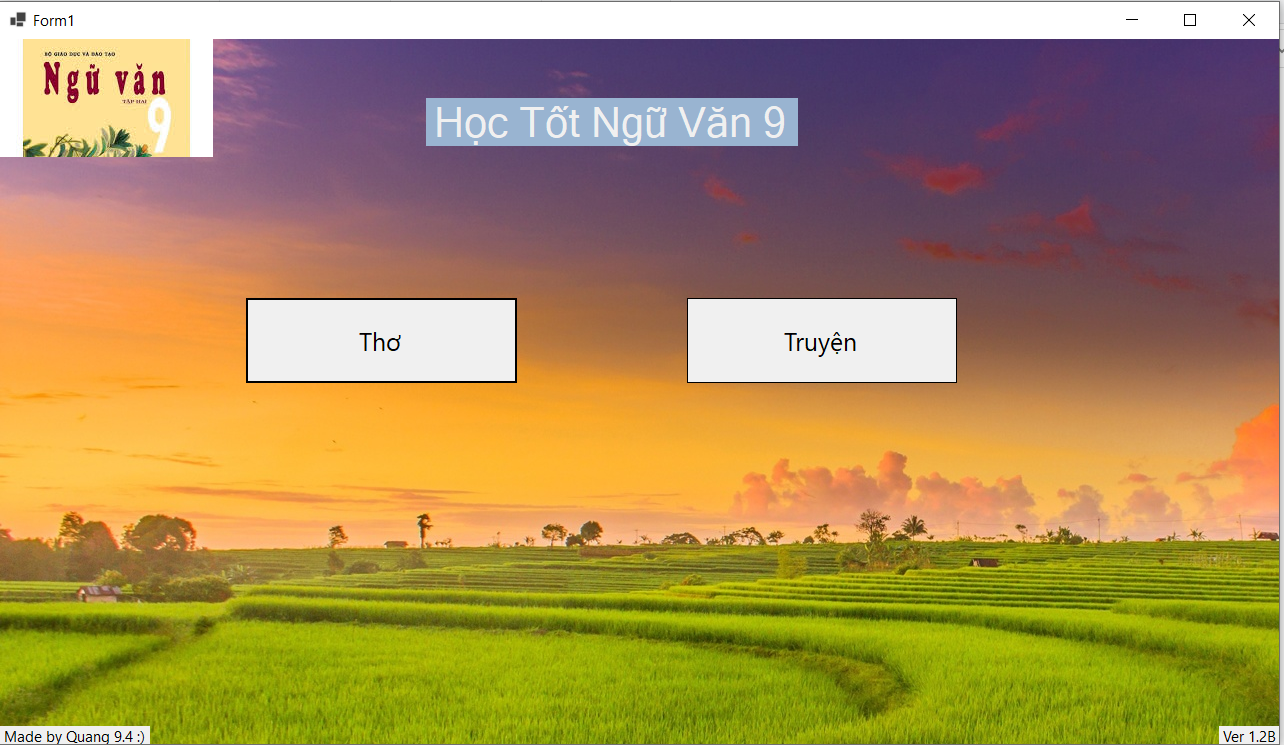 Form1
BỘ GIÁO DỤC VÀ ĐÀO TẠO
Ngữ văn
TẬP HAI
9
Học Tốt Ngữ Văn 9
Thơ
Truyện
Made by Quang 9.4 :)
Ver 1.2B